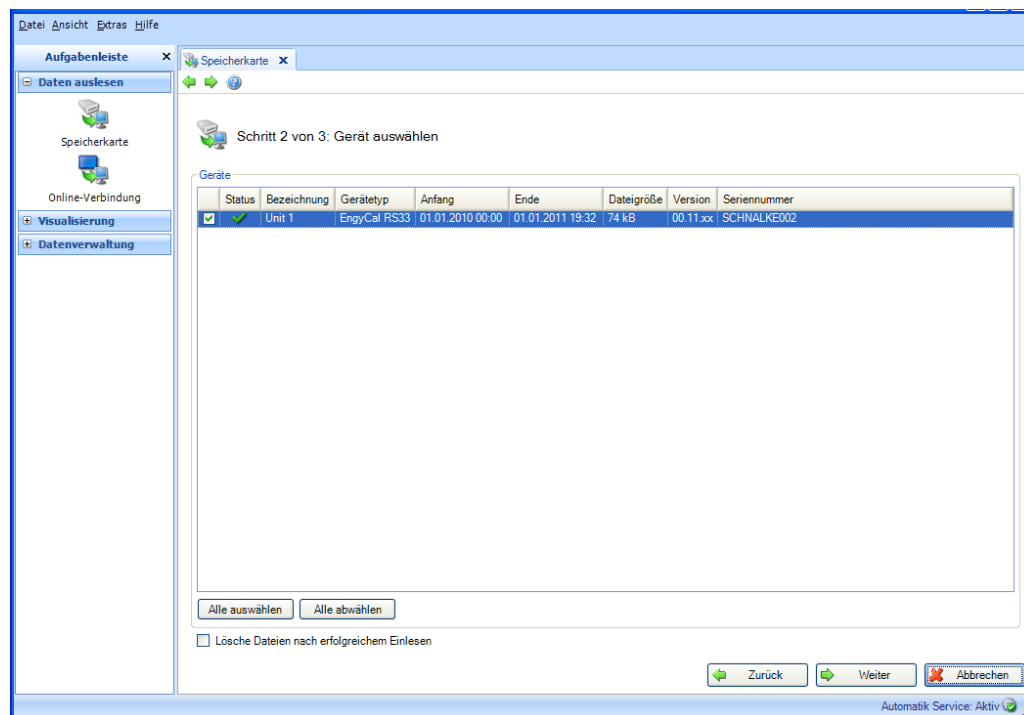 Datei Ansicht Extras Hilfe
Aufgabenleiste
Speicherkarte
Daten auslesen
Speicherkarte
Online-Verbindung
Visualisierung
Datenverwaltung
Schritt 2 von 3: Gerät auswählen
Geräte
Status Bezeichnung Gerätetyp Anfang Ende Dateigröße Version Seriennummer
Unit 1 EngyCal RS33 01.01.2010 00:00 01.01.2011 19:32 74 kB 00.11.xx SCHNALKE002
Alle auswählen Alle abwählen
Lösche Dateien nach erfolgreichem Einlesen
Zurück Weiter Abbrechen
Automatik Service: Aktiv